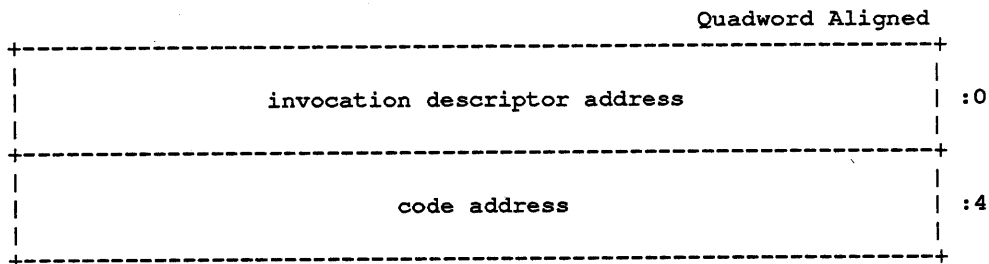 Quadword Aligned
invocation descriptor address :0
code address :4